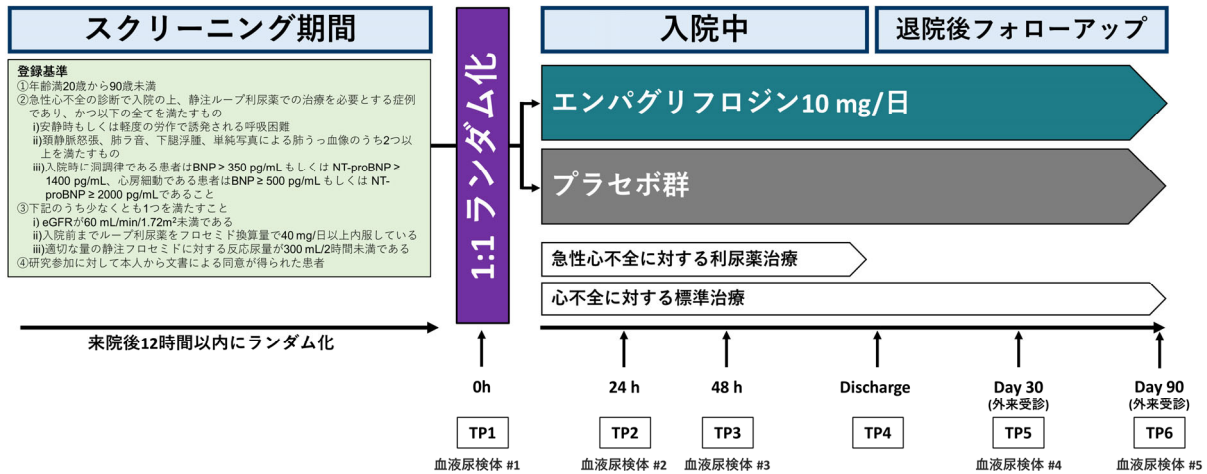 スクリーニング期間
登録基準
①年齢満20歳から90歳未満
②急性心不全の診断で入院の上、静注ループ利尿薬での治療を必要とする症例
であり、かつ以下の全てを満たすもの
i)安静時もしくは軽度の労作で誘発される呼吸困難
ii)頚静脈怒張、肺ラ音、下腿浮腫、単純写真による肺うっ血像のうち2つ以
上を満たすもの
iii)入院時に洞調律である患者はBNP > 350 pg/mL もしくは NT-proBNP >
1400 pg/mL、心房細動である患者はBNP ≥ 500 pg/mL もしくは NT-
proBNP ≥ 2000 pg/mLであること
③下記のうち少なくとも1つを満たすこと
i) eGFRが60 mL/min/1.72m²未満である
ii)入院前までループ利尿薬をフロセミド換算量で40 mg/日以上内服している
iii)適切な量の静注フロセミドに対する反応尿量が300 mL/2時間未満である
④研究参加に対して本人から文書による同意が得られた患者
来院後12時間以内にランダム化
1:1 ランダム化
入院中
退院後フォローアップ
エンパグリフロジン10 mg/日
プラセボ群
急性心不全に対する利尿薬治療
心不全に対する標準治療
0h
24 h
48 h
Discharge
Day 30
(外来受診)
Day 90
(外来受診)
TP1
TP2
TP3
TP4
TP5
TP6
血液尿検体 #1
血液尿検体 #2
血液尿検体 #3
血液尿検体 #4
血液尿検体 #5